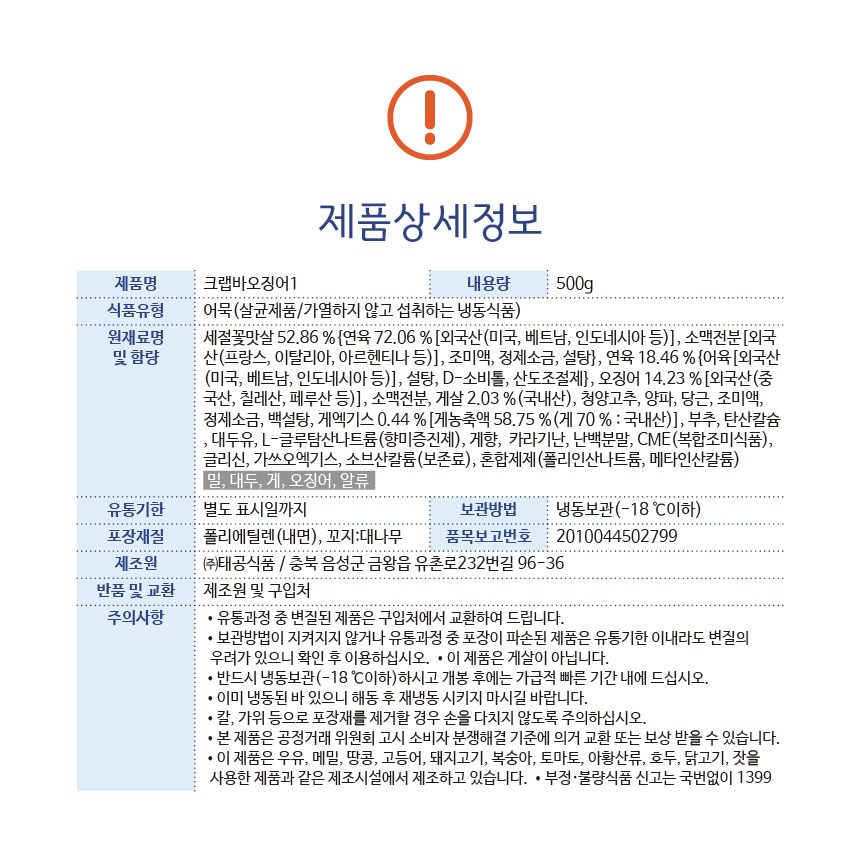 제품상세정보
제품명 크랩바오징어1 내용량 500g
식품유형 어묵(살균제품/가열하지 않고 섭취하는 냉동식품)
원재료명 세절꽃맛살 52.86 %{연육 72.06 %[외국산(미국, 베트남, 인도네시아 등)], 소맥전분[외국
및 함량 산(프랑스, 이탈리아, 아르헨티나 등)], 조미액, 정제소금, 설탕}, 연육 18.46 %{어육[외국산
(미국, 베트남, 인도네시아 등)], 설탕, D-소비톨, 산도조절제}, 오징어 14.23 %[외국산(중
국산, 칠레산, 페루산 등)], 소맥전분, 게살 2.03 %(국내산), 청양고추, 양파, 당근, 조미액,
정제소금, 백설탕, 게엑기스 0.44 %[게농축액 58.75 %(게 70 % : 국내산)], 부추, 탄산칼슘
, 대두유, L-글루탐산나트륨(향미증진제), 게향, 카라기난, 난백분말, CME(복합조미식품),
글리신, 가쓰오엑기스, 소브산칼륨(보존료), 혼합제제(폴리인산나트륨, 메타인산칼륨)
밀, 대두, 게, 오징어, 알류
유통기한 별도 표시일까지 보관방법 냉동보관(-18 ℃이하)
포장재질 폴리에틸렌(내면), 꼬지:대나무 품목보고번호 2010044502799
제조원 ㈜태공식품 / 충북 음성군 금왕읍 유촌로232번길 96-36
반품 및 교환 제조원 및 구입처
주의사항 • 유통과정 중 변질된 제품은 구입처에서 교환하여 드립니다.
• 보관방법이 지켜지지 않거나 유통과정 중 포장이 파손된 제품은 유통기한 이내라도 변질의
우려가 있으니 확인 후 이용하십시오. • 이 제품은 게살이 아닙니다.
• 반드시 냉동보관(-18 ℃이하)하시고 개봉 후에는 가급적 빠른 기간 내에 드십시오.
• 이미 냉동된 바 있으니 해동 후 재냉동 시키지 마시길 바랍니다.
• 칼, 가위 등으로 포장재를 제거할 경우 손을 다치지 않도록 주의하십시오.
• 본 제품은 공정거래 위원회 고시 소비자 분쟁해결 기준에 의거 교환 또는 보상 받을 수 있습니다.
• 이 제품은 우유, 메밀, 땅콩, 고등어, 돼지고기, 복숭아, 토마토, 아황산류, 호두, 닭고기, 잣을
사용한 제품과 같은 제조시설에서 제조하고 있습니다. • 부정·불량식품 신고는 국번없이 1399